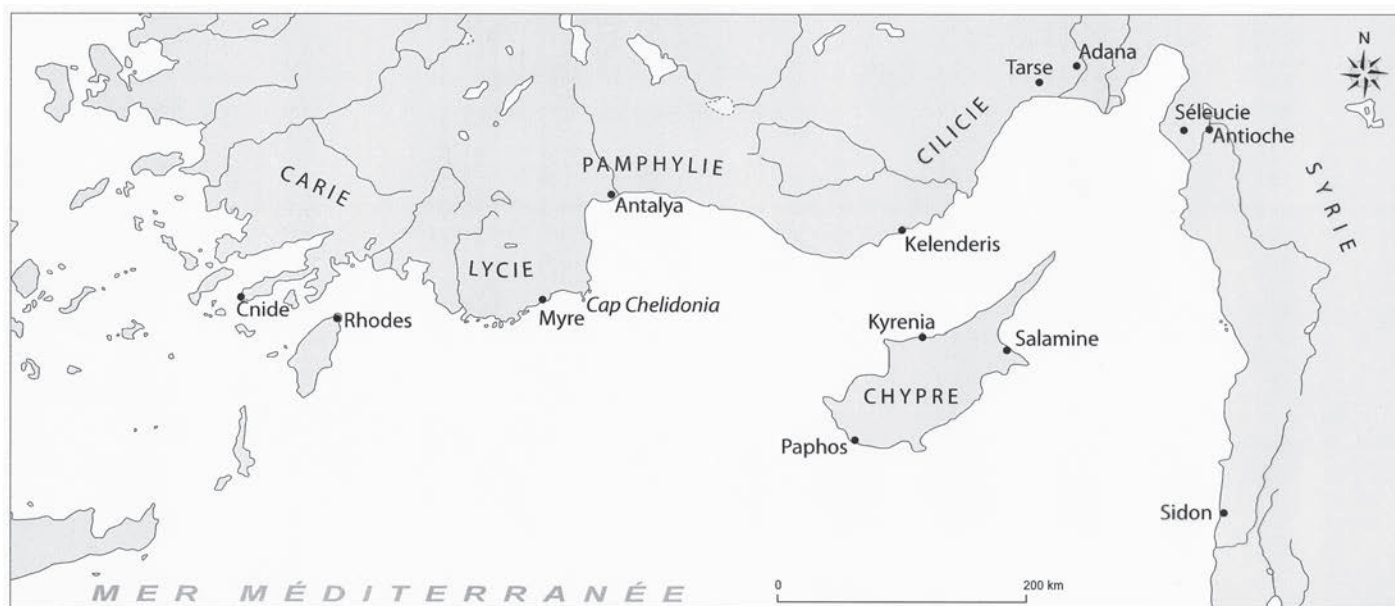 N
Adana
Tarse
Séleucie
Antioche
CILICIE
SYRIE
PAMPHYLIE
CARIE
Antalya
Kelenderis
LYCIE
Cnide
Rhodes
Myre
Cap Chelidonia
Kyrenia
Salamine
CHYPRE
Paphos
Sidon
0
200 km
MER MÉDITERRANÉE